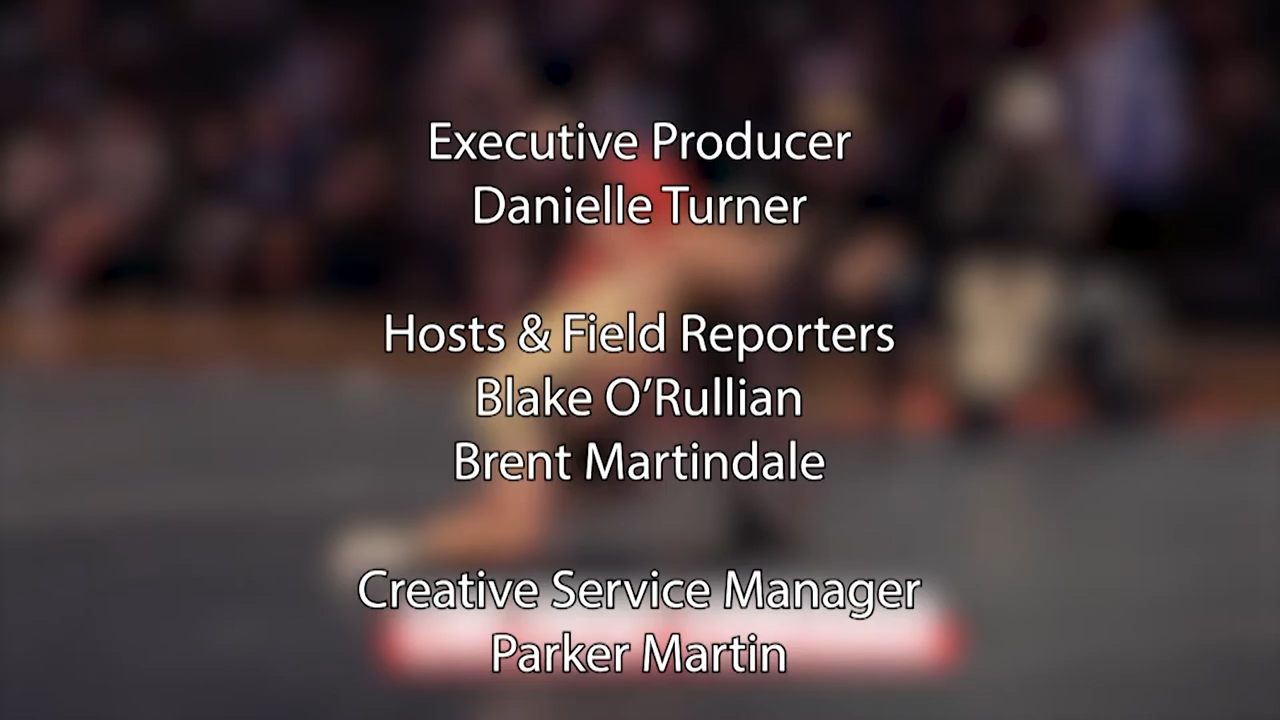 Executive Producer
Danielle Turner
Hosts & Field Reporters
Blake O’Rullian
Brent Martindale
Creative Service Manager
Parker Martin